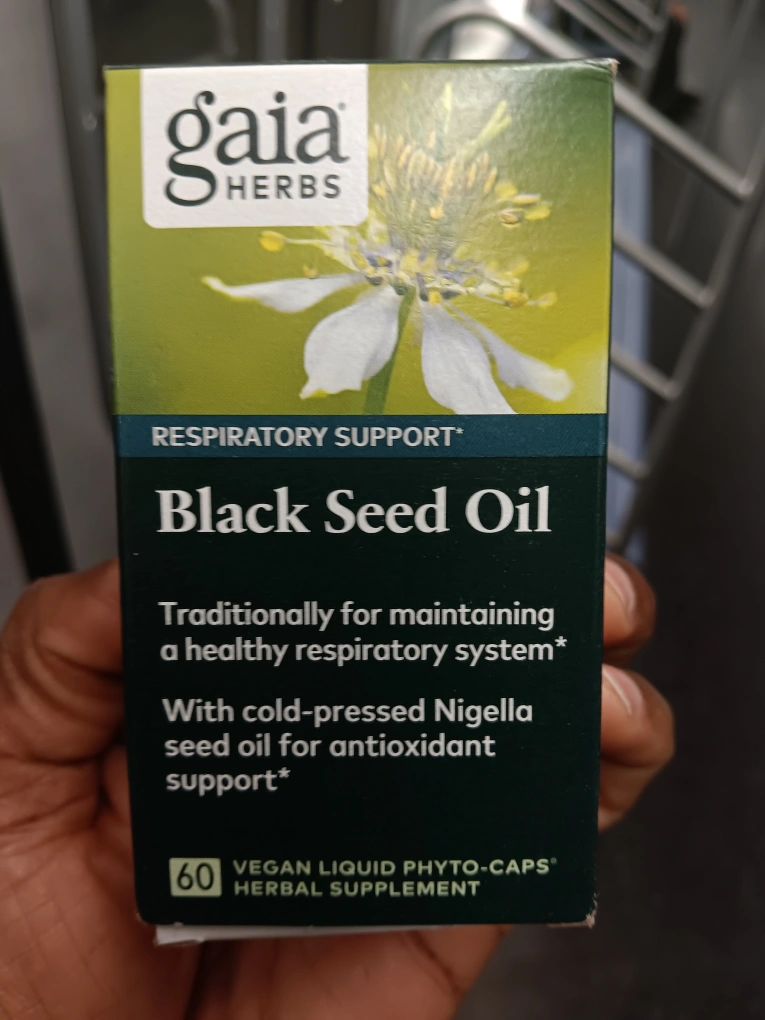 gaia®
HERBS
RESPIRATORY SUPPORT*
Black Seed Oil
Traditionally for maintaining
a healthy respiratory system*
With cold-pressed Nigella
seed oil for antioxidant
support*
60 VEGAN LIQUID PHYTO-CAPS®
HERBAL SUPPLEMENT